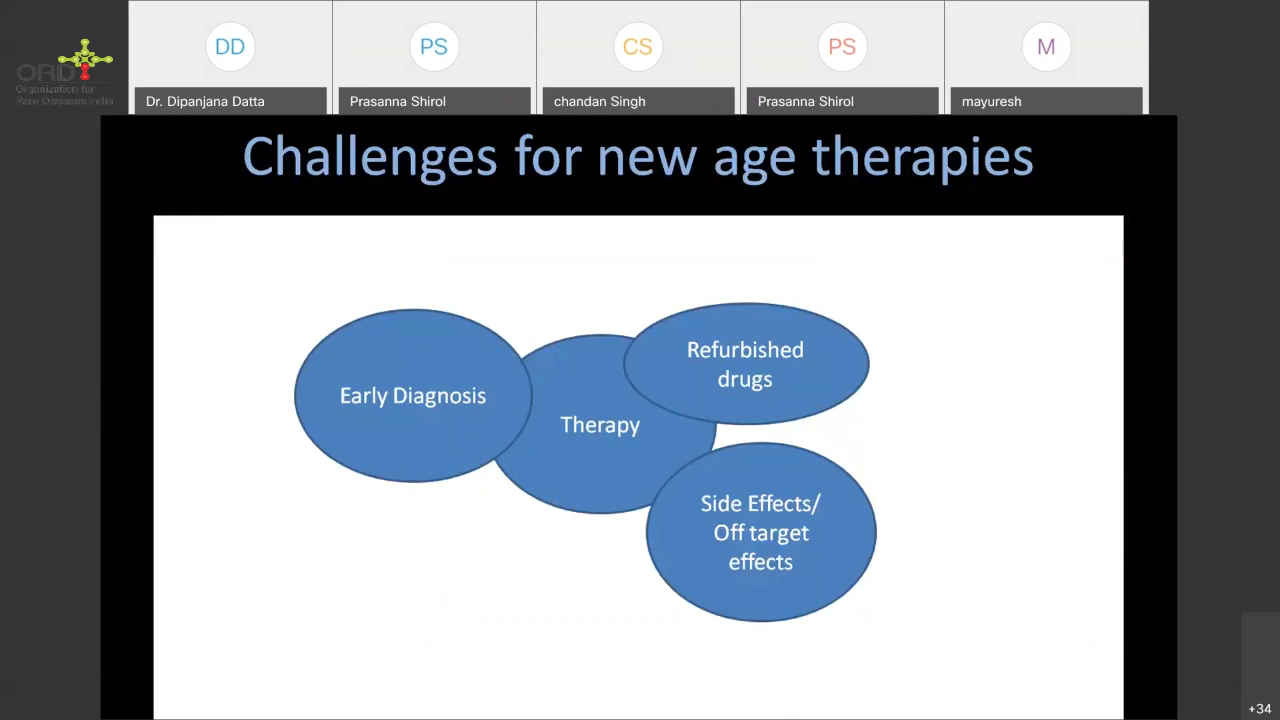 ORD
Organization for
Rare Diseases India
DD
PS
CS
PS
M
Dr. Dipanjana Datta
Prasanna Shirol
chandan Singh
Prasanna Shirol
mayuresh
Challenges for new age therapies
Early Diagnosis
Therapy
Refurbished
drugs
Side Effects/
Off target
effects
+34